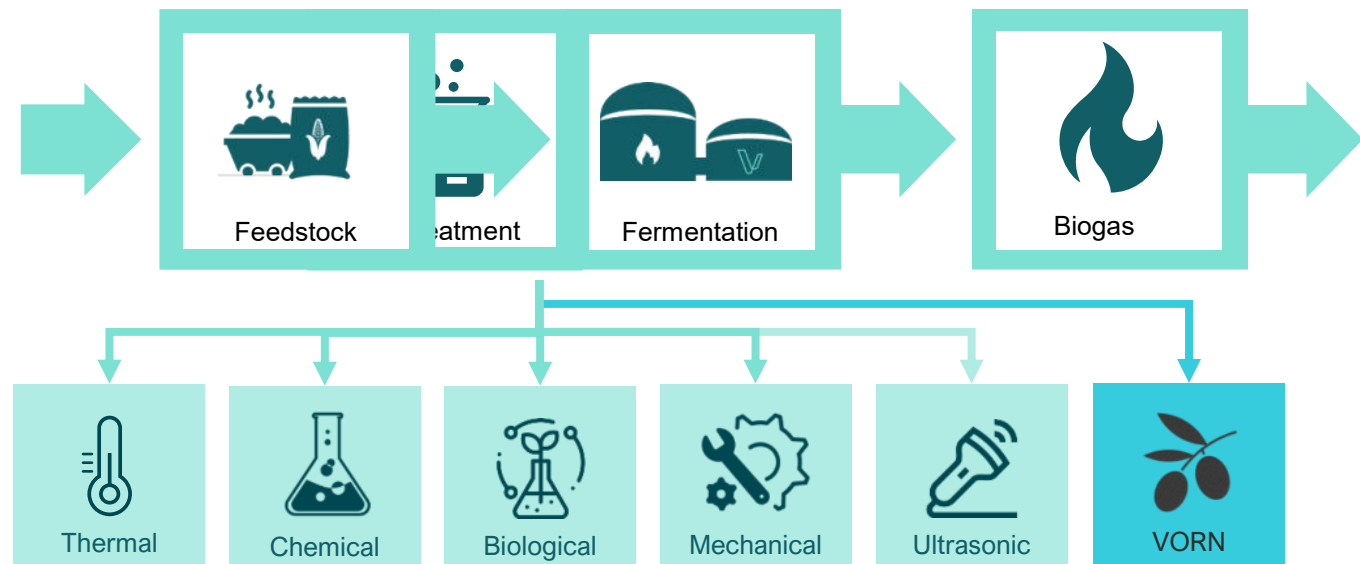 Feedstock
eatment
Fermentation
Biogas
Thermal
Chemical
Biological
Mechanical
Ultrasonic
VORN